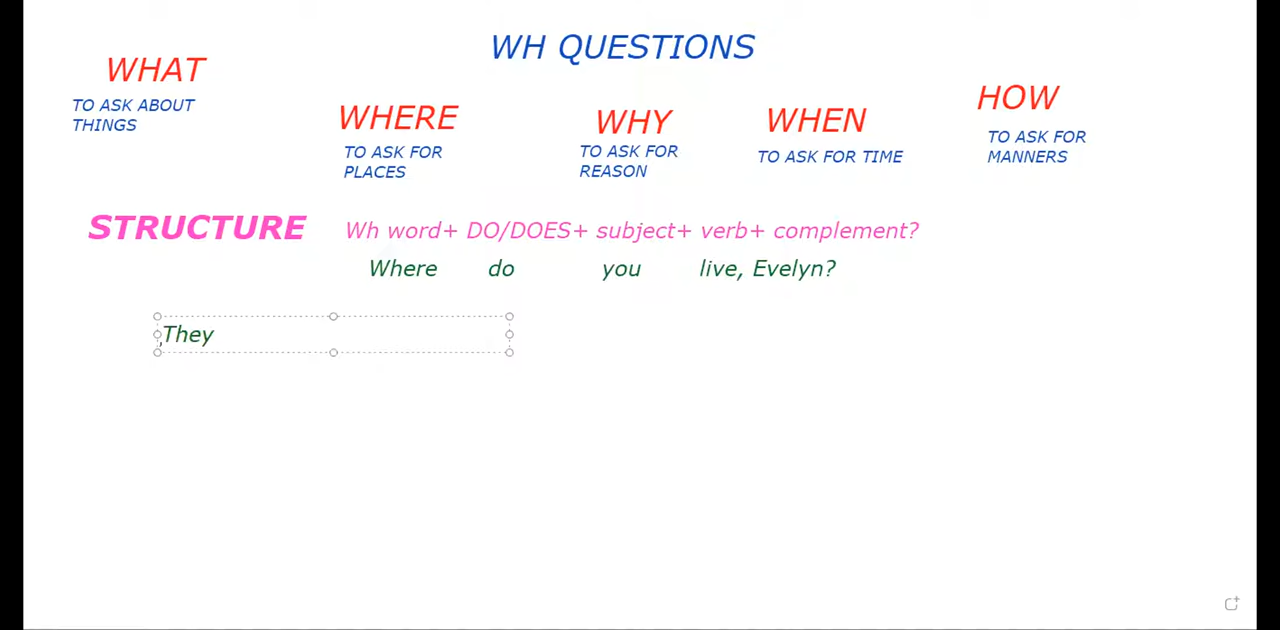 WH QUESTIONS
WHAT
TO ASK ABOUT
THINGS
WHERE
TO ASK FOR
PLACES
WHY
TO ASK FOR
REASON
WHEN
TO ASK FOR TIME
HOW
TO ASK FOR
MANNERS
STRUCTURE Wh word+ DO/DOES+ subject+ verb+ complement?
Where do you live, Evelyn?
,They